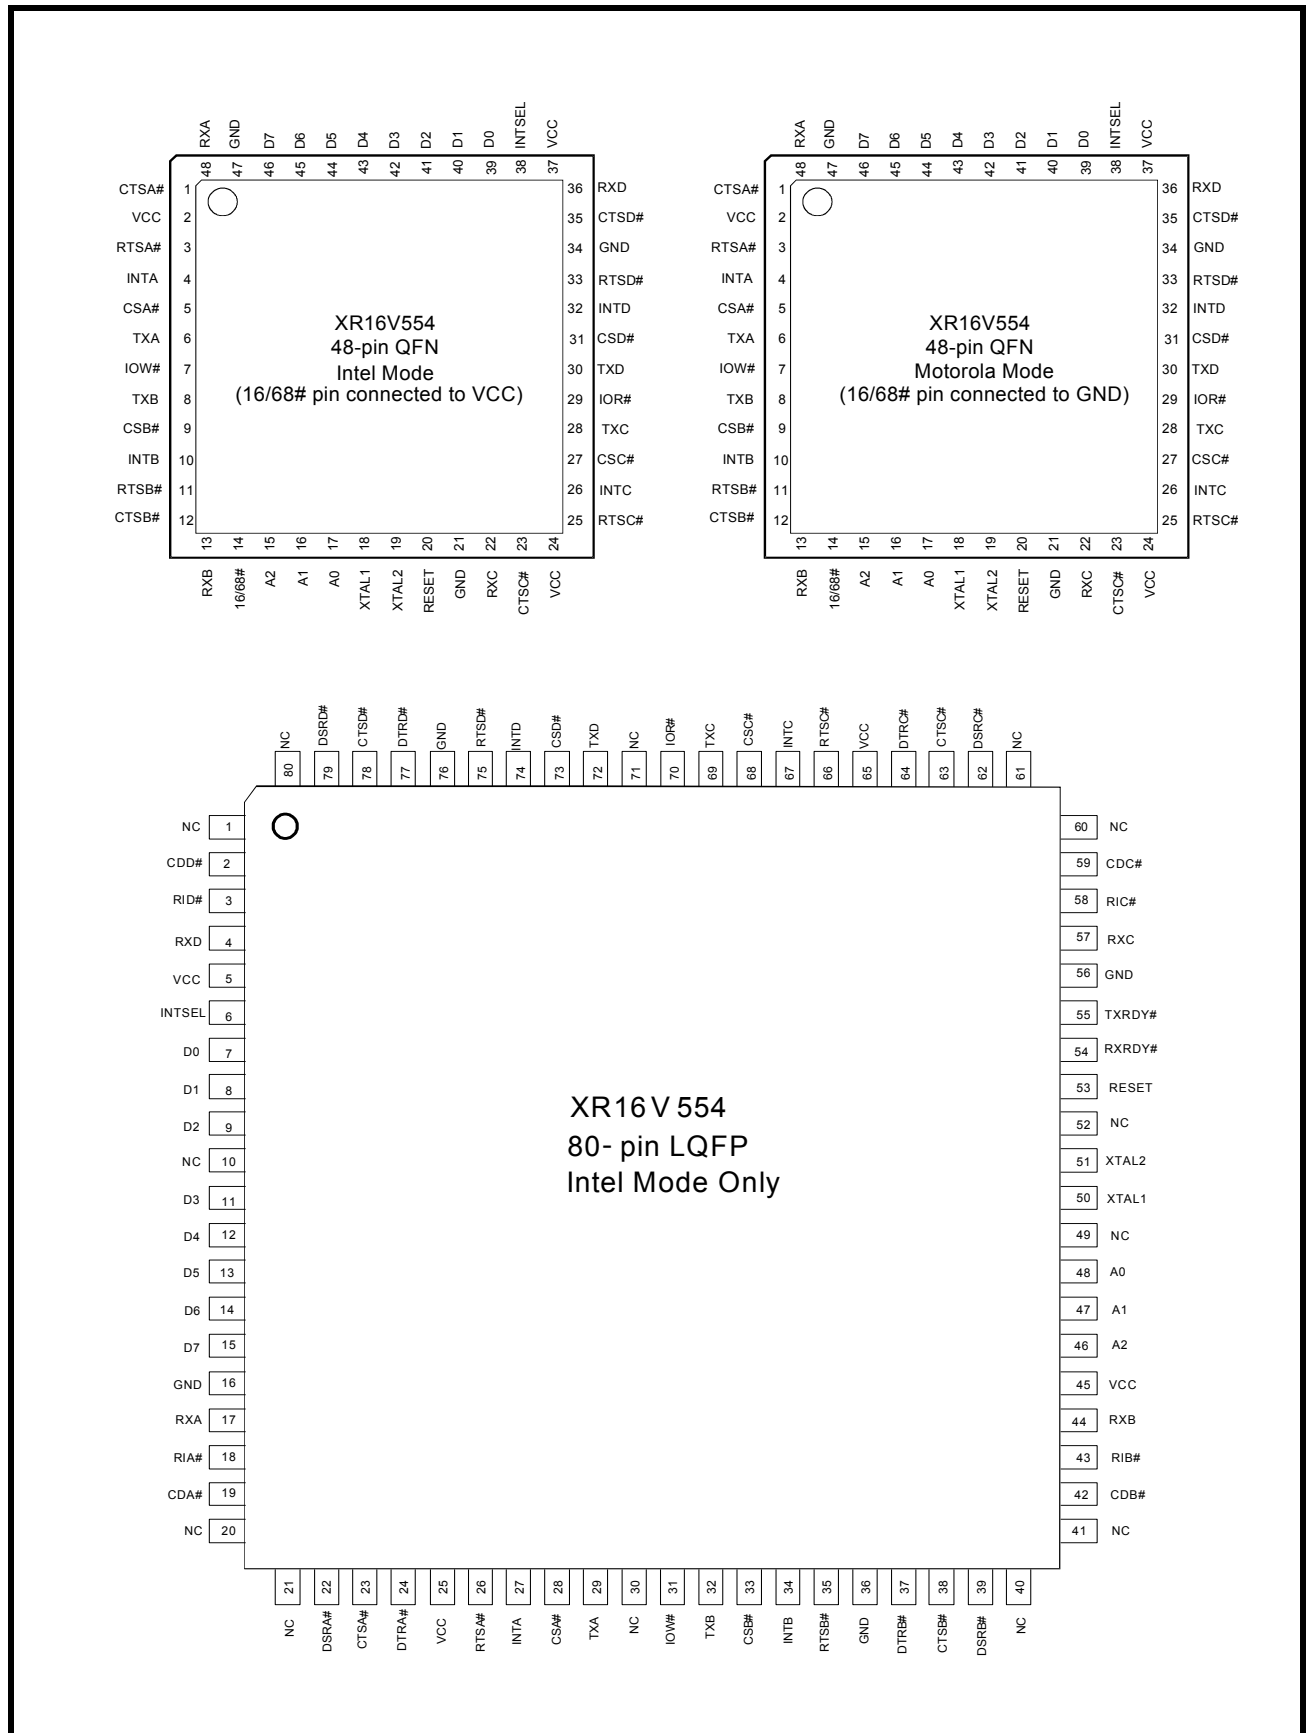 RXA GND D7 D6 D5 D4 D3 D2 D1 D0 INTSEL VCC
48 47 46 45 44 43 42 41 40 39 38 37
CTSA# 1 36 RXD
VCC 2 35 CTSD#
RTSA# 3 34 GND
INTA 4 33 RTSD#
CSA# 5 32 INTD
TXA 6 31 CSD#
IOW# 7 30 TXD
TXB 8 29 IOR#
CSB# 9 28 TXC
INTB 10 27 CSC#
RTSB# 11 26 INTC
CTSB# 12 25 RTSC#
XR16V554
48-pin QFN
Intel Mode
(16/68# pin connected to VCC)
13 14 15 16 17 18 19 20 21 22 23 24
RXB 16/68# A2 A1 A0 XTAL1 XTAL2 RESET GND RXC CTSC# VCC
RXA GND D7 D6 D5 D4 D3 D2 D1 D0 INTSEL VCC
48 47 46 45 44 43 42 41 40 39 38 37
CTSA# 1 36 RXD
VCC 2 35 CTSD#
RTSA# 3 34 GND
INTA 4 33 RTSD#
CSA# 5 32 INTD
TXA 6 31 CSD#
IOW# 7 30 TXD
TXB 8 29 IOR#
CSB# 9 28 TXC
INTB 10 27 CSC#
RTSB# 11 26 INTC
CTSB# 12 25 RTSC#
XR16V554
48-pin QFN
Motorola Mode
(16/68# pin connected to GND)
13 14 15 16 17 18 19 20 21 22 23 24
RXB 16/68# A2 A1 A0 XTAL1 XTAL2 RESET GND RXC CTSC# VCC
NC DSRD# CTSD# DTRD# GND RTSD# INTD CSD# TXD NC IOR# TXC CSC# INTC RTSC# VCC DTRC# CTSC# DSRC# NC
80 79 78 77 76 75 74 73 72 71 70 69 68 67 66 65 64 63 62 61
NC 1 60 NC
CDD# 2 59 CDC#
RID# 3 58 RIC#
RXD 4 57 RXC
VCC 5 56 GND
INTSEL 6 55 TXRDY#
D0 7 54 RXRDY#
D1 8 53 RESET
D2 9 52 NC
NC 10 51 XTAL2
D3 11 50 XTAL1
D4 12 49 NC
D5 13 48 A0
D6 14 47 A1
D7 15 46 A2
GND 16 45 VCC
RXA 17 44 RXB
RIA# 18 43 RIB#
CDA# 19 42 CDB#
NC 20 41 NC
XR16V554
80- pin LQFP
Intel Mode Only
21 22 23 24 25 26 27 28 29 30 31 32 33 34 35 36 37 38 39 40
NC DSRA# CTSA# DTRA# VCC RTSA# INTA CSA# TXA NC IOW# TXB CSB# INTB RTSB# GND DTRB# CTSB# DSRB# NC